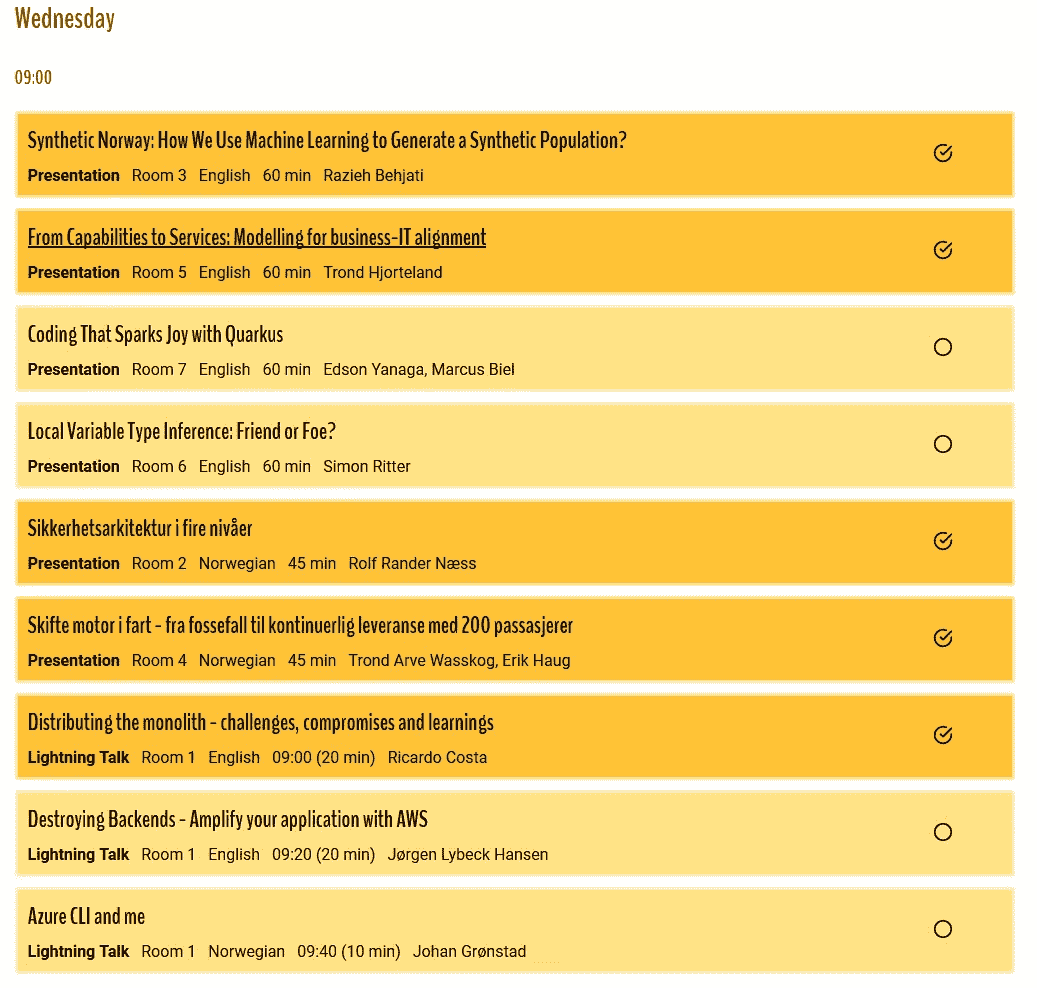 Wednesday
09:00
Synthetic Norway: How We Use Machine Learning to Generate a Synthetic Population?
Presentation Room 3 English 60 min Razieh Behjati
From Capabilities to Services: Modelling for business-IT alignment
Presentation Room 5 English 60 min Trond Hjorteland
Coding That Sparks Joy with Quarkus
Presentation Room 7 English 60 min Edson Yanaga, Marcus Biel
Local Variable Type Inference: Friend or Foe?
Presentation Room 6 English 60 min Simon Ritter
Sikkerhetsarkitektur i fire nivåer
Presentation Room 2 Norwegian 45 min Rolf Rander Næss
Skifte motor i fart - fra fossefall til kontinuerlig leveranse med 200 passasjerer
Presentation Room 4 Norwegian 45 min Trond Arve Wasskog, Erik Haug
Distributing the monolith - challenges, compromises and learnings
Lightning Talk Room 1 English 09:00 (20 min) Ricardo Costa
Destroying Backends - Amplify your application with AWS
Lightning Talk Room 1 English 09:20 (20 min) Jørgen Lybeck Hansen
Azure CLI and me
Lightning Talk Room 1 Norwegian 09:40 (10 min) Johan Grønstad